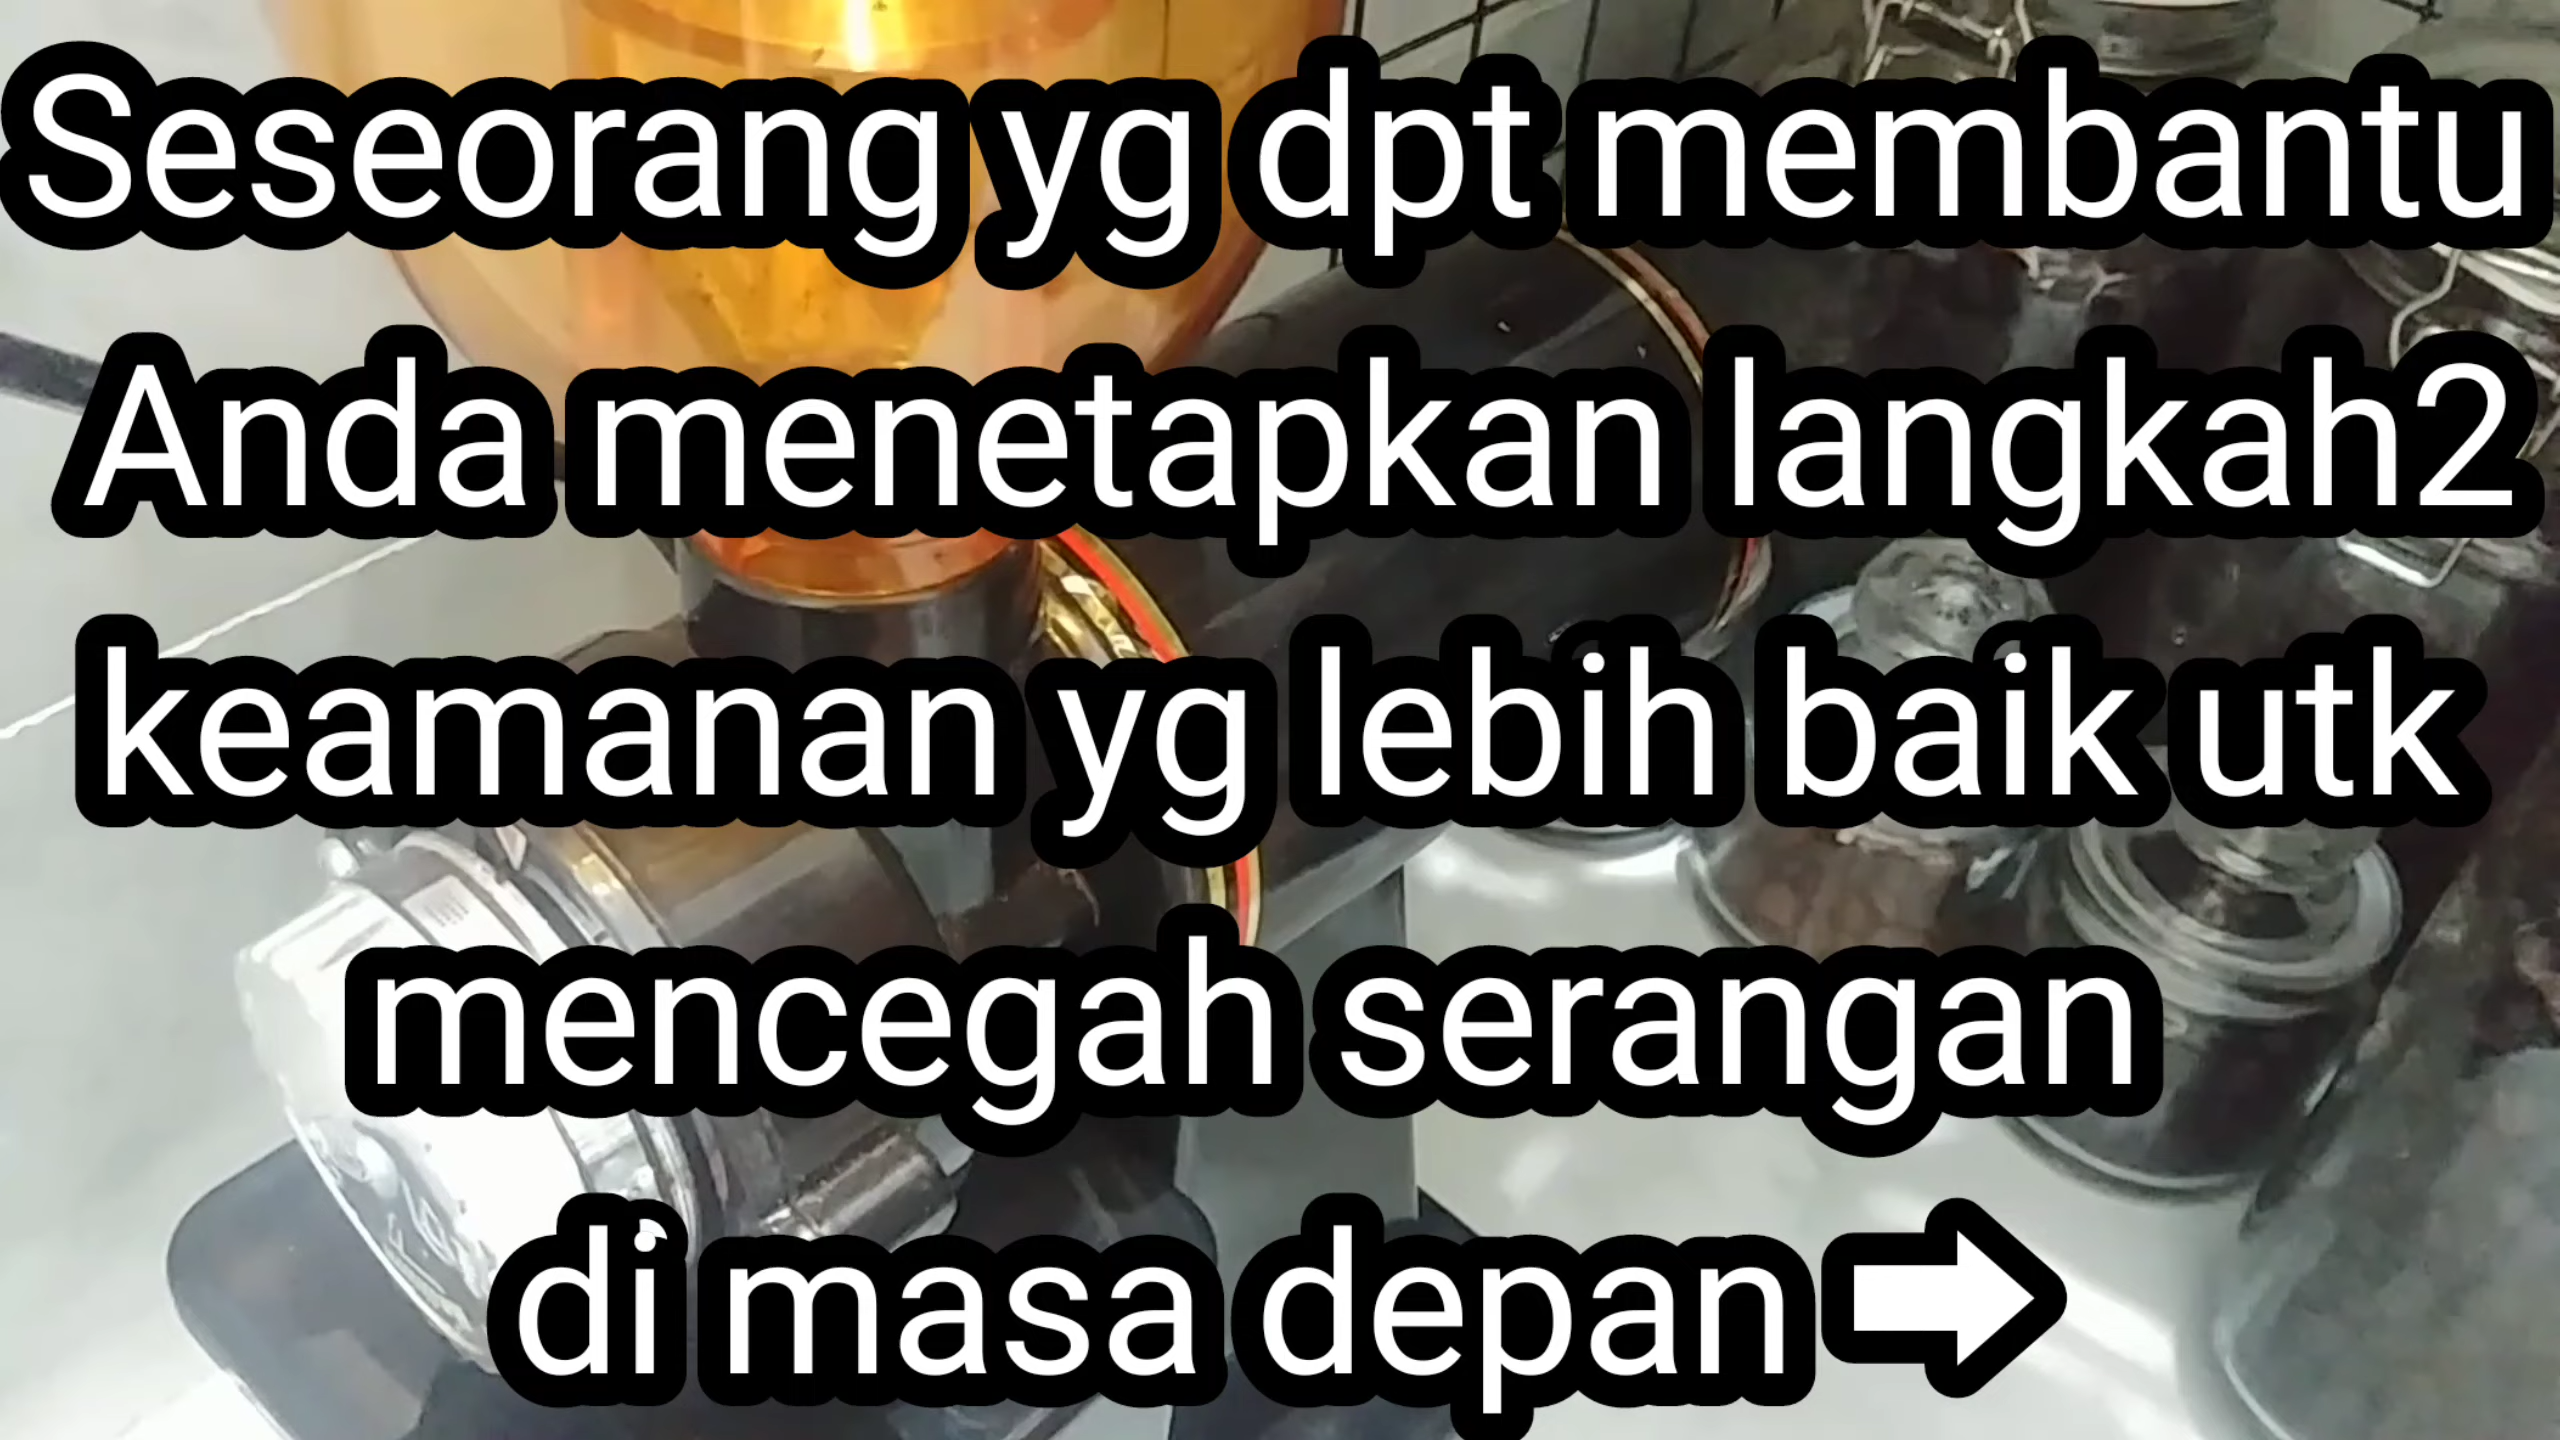 Seseorang yg dpt membantu
Anda menetapkan langkah2
keamanan yg lebih baik utk
mencegah serangan
di masa depan ➡